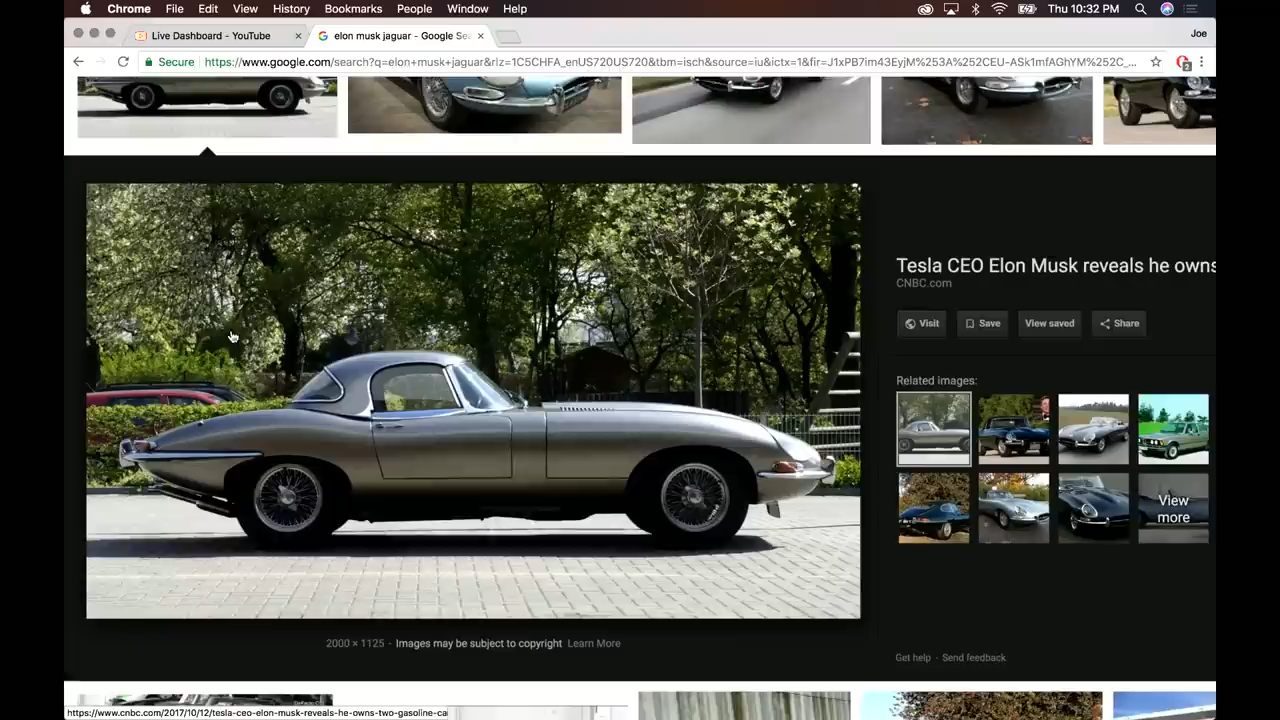 Chrome File Edit View History Bookmarks People Window Help Thu 10:32 PM
Live Dashboard - YouTube elon musk jaguar - Google Sea Joe
Secure https://www.google.com/search?q=elon+musk+jaguar&rlz=1C5CHFA_enUS720US720&tbm=isch&source=iu&ictx=1&fir=J1xPB7im43EyjM%253A%252CEU-ASk1mfAGhYM%252C_...
2
Tesla CEO Elon Musk reveals he owns
CNBC.com
Visit Save View saved Share
Related images:
View
more
2000 × 1125 - Images may be subject to copyright Learn More
Get help - Send feedback
https://www.cnbc.com/2017/10/12/tesla-ceo-elon-musk-reveals-he-owns-two-gasoline-ca